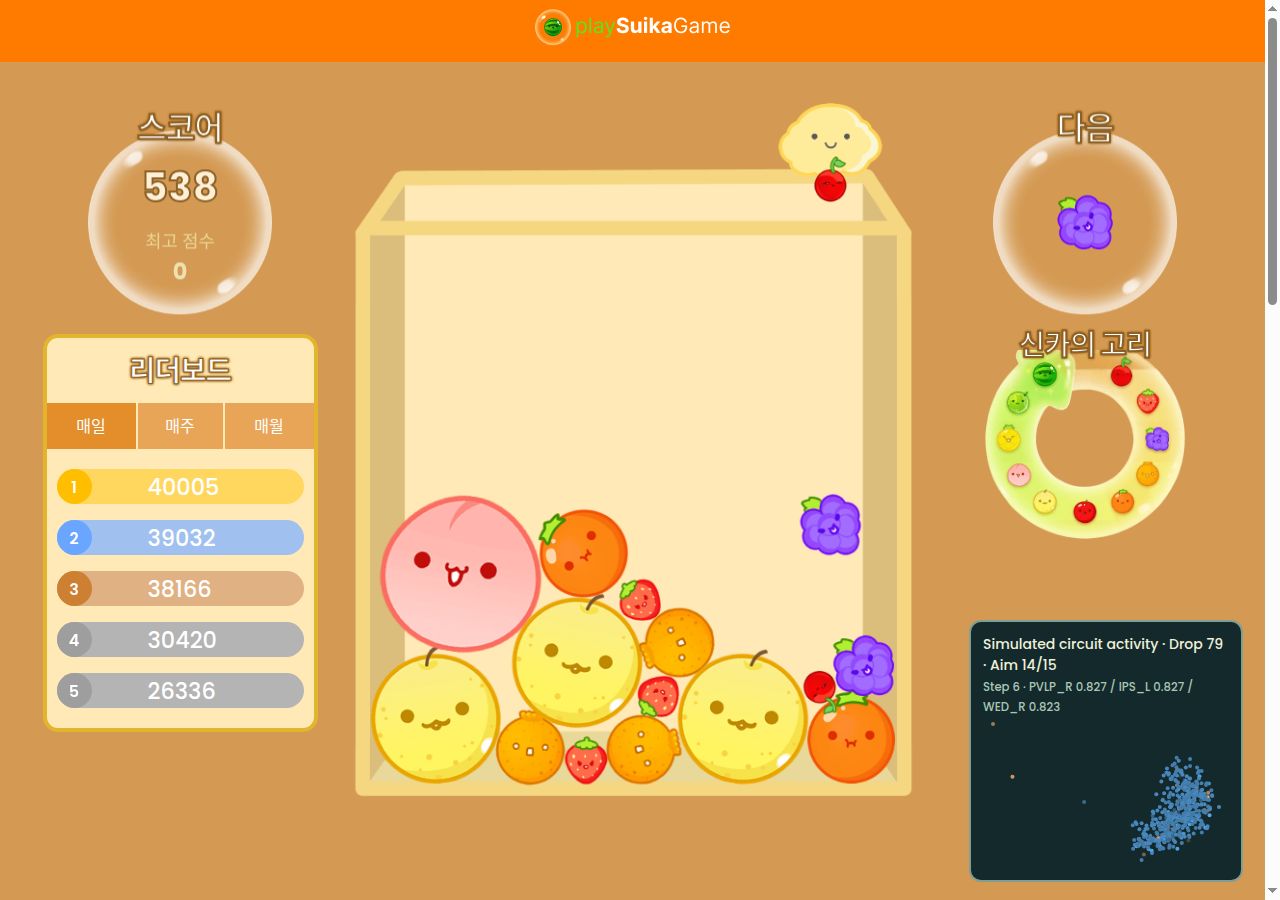 playSuikaGame
스코어
538
최고 점수
0
다음
리더보드
매일 매주 매월
1 40005
2 39032
3 38166
4 30420
5 26336
신카의 고리
Simulated circuit activity · Drop 79
· Aim 14/15
Step 6 · PVLP_R 0.827 / IPS_L 0.827 /
WED_R 0.823